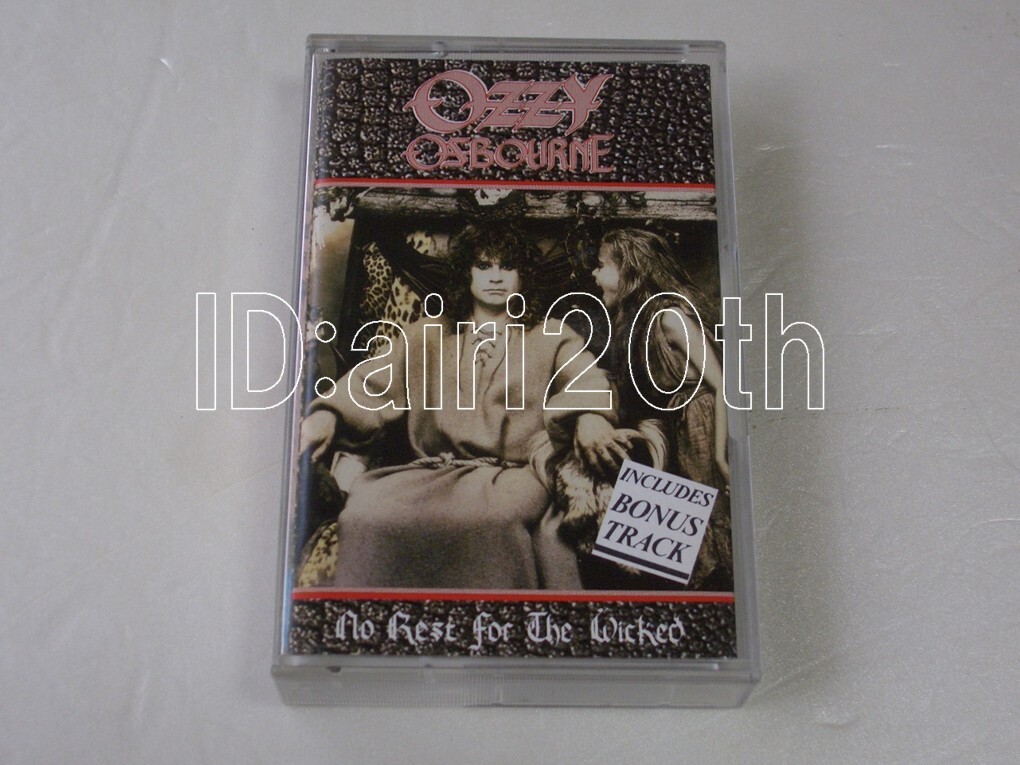 OZZY
OSBOURNE
ID:airi20th
INCLUDES
BONUS
TRACK
No Rest for The Wicked